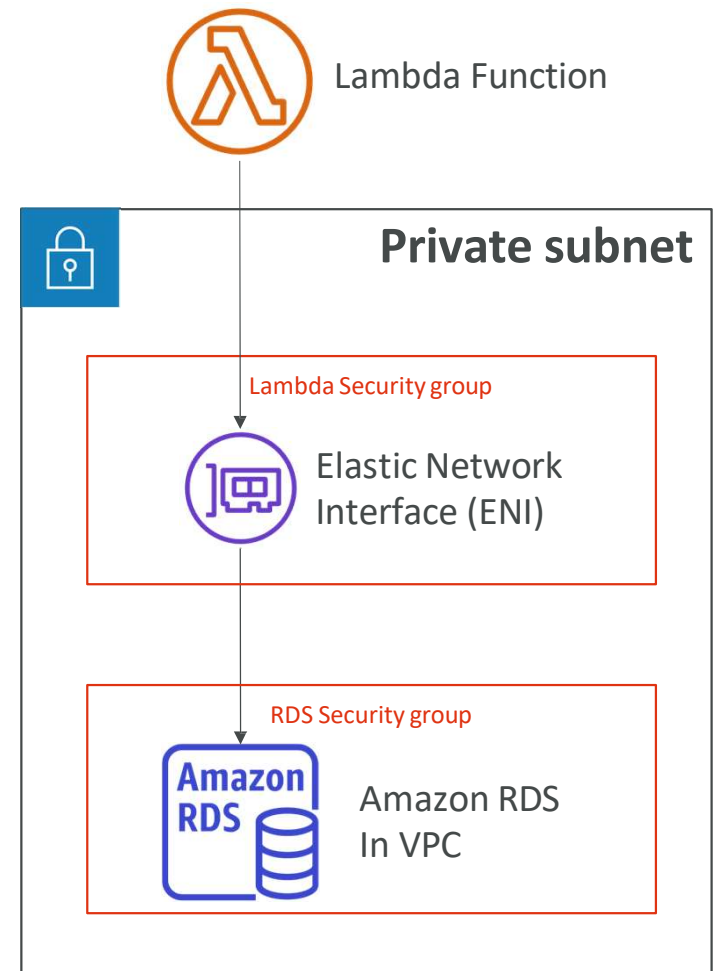 Lambda Function
Private subnet
Lambda Security group
Elastic Network
Interface (ENI)
RDS Security group
Amazon
RDS
Amazon RDS
In VPC